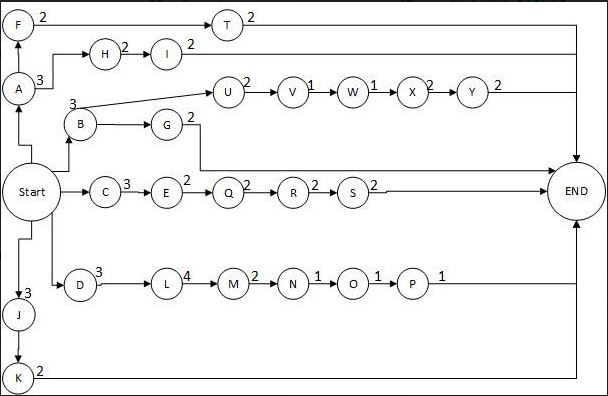 F 2 T 2
H 2 I 2
A 3
U 2 V 1 W 1 X 2 Y 2
3
B G 2
Start C 3 E 2 Q 2 R 2 S 2 END
D 3 L 4 M 2 N 1 O 1 P 1
3
J
K 2